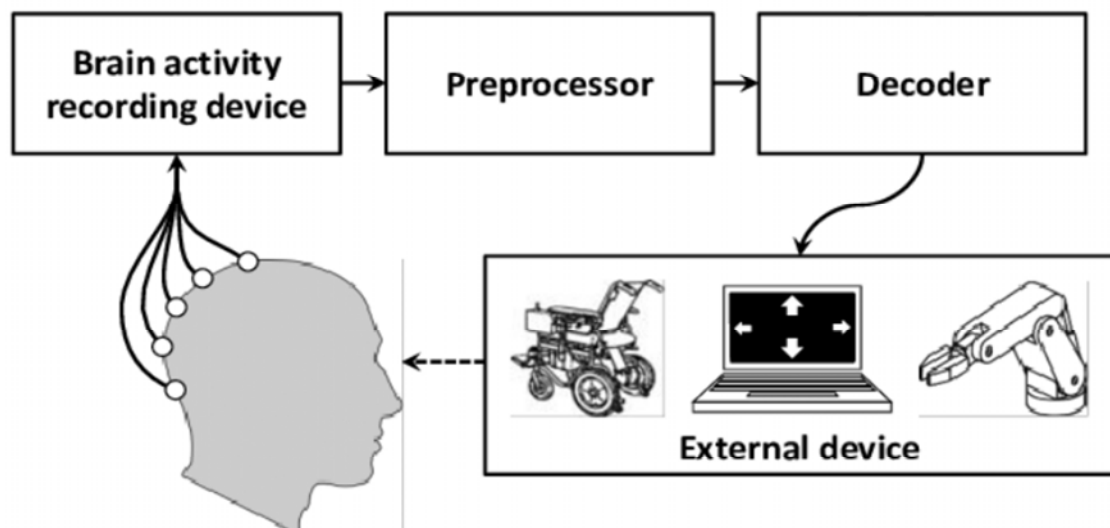 Brain activity
recording device
Preprocessor
Decoder
External device